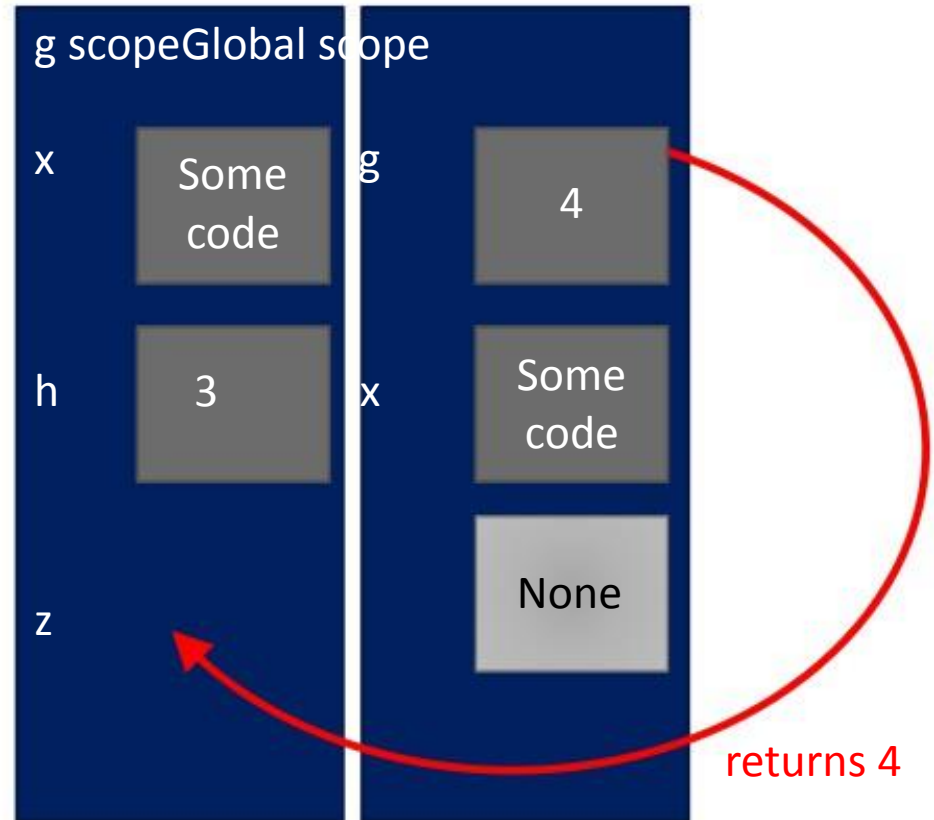 g scopeGlobal scope
x
Some
code
g
4
h
3
x
Some
code
None
z
returns 4